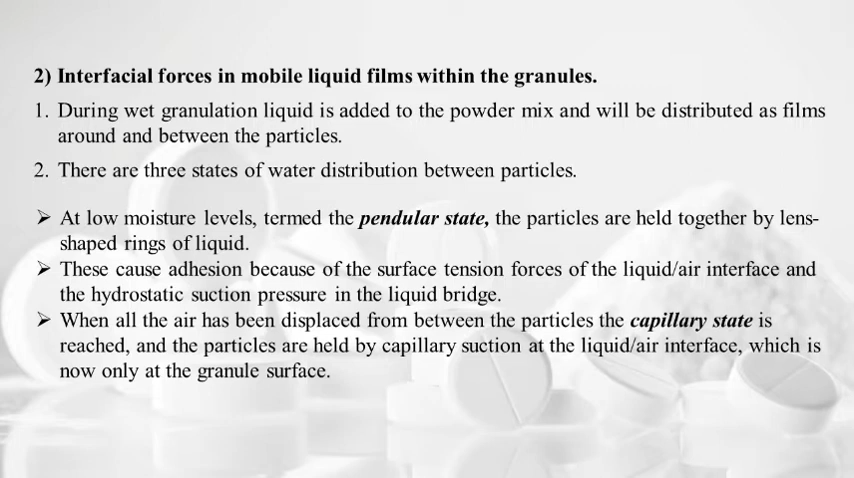 2) Interfacial forces in mobile liquid films within the granules.
1. During wet granulation liquid is added to the powder mix and will be distributed as films
around and between the particles.
2. There are three states of water distribution between particles.
➢ At low moisture levels, termed the pendular state, the particles are held together by lens-
shaped rings of liquid.
➢ These cause adhesion because of the surface tension forces of the liquid/air interface and
the hydrostatic suction pressure in the liquid bridge.
➢ When all the air has been displaced from between the particles the capillary state is
reached, and the particles are held by capillary suction at the liquid/air interface, which is
now only at the granule surface.